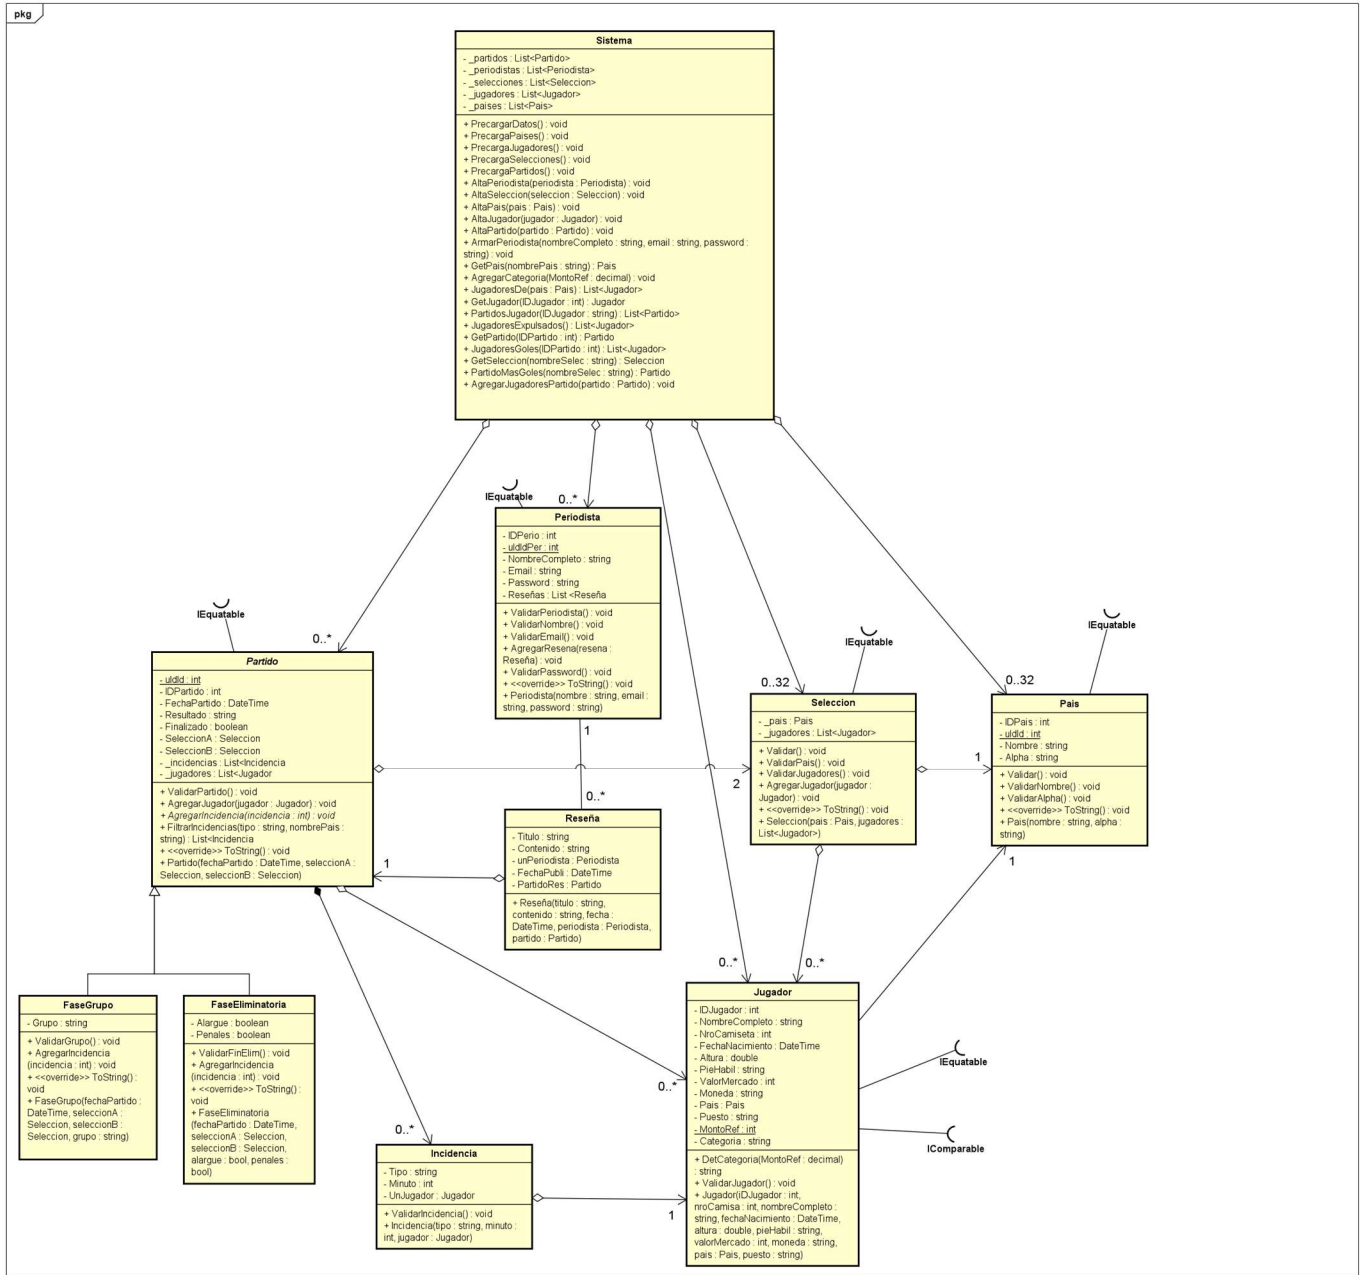 pkg
Sistema
- _partidos : List<Partido>
- _periodistas : List<Periodista>
- _selecciones : List<Seleccion>
- _jugadores : List<Jugador>
- _paises : List<Pais>
+ PrecargarDatos() : void
+ PrecargaPaises() : void
+ PrecargaJugadores() : void
+ PrecargaSelecciones() : void
+ PrecargaPartidos() : void
+ AltaPeriodista(periodista : Periodista) : void
+ AltaSeleccion(seleccion : Seleccion) : void
+ AltaPais(pais : Pais) : void
+ AltaJugador(jugador : Jugador) : void
+ AltaPartido(partido : Partido) : void
+ ArmarPeriodista(nombreCompleto : string, email : string, password :
string) : void
+ GetPais(nombrePais : string) : Pais
+ AgregarCategoria(MontoRef : decimal) : void
+ JugadoresDe(pais : Pais) : List<Jugador>
+ GetJugador(IDJugador : int) : Jugador
+ PartidosJugador(IDJugador : string) : List<Partido>
+ JugadoresExpulsados() : List<Jugador>
+ GetPartido(IDPartido : int) : Partido
+ JugadoresGoles(IDPartido : int) : List<Jugador>
+ GetSeleccion(nombreSelec : string) : Seleccion
+ PartidoMasGoles(nombreSelec : string) : Partido
+ AgregarJugadoresPartido(partido : Partido) : void
IEquatable
0..*
Periodista
- IDPerio : int
- uldIdPer : int
- NombreCompleto : string
- Email : string
- Password : string
- Reseñas : List <Reseña
+ ValidarPeriodista() : void
+ ValidarNombre() : void
+ ValidarEmail() : void
+ AgregarResena(resena :
Reseña) : void
+ ValidarPassword() : void
+ <<override>> ToString() : void
+ Periodista(nombre : string, email :
string, password : string)
1
0..*
IEquatable
0..*
Partido
- uldId : int
- IDPartido : int
- FechaPartido : DateTime
- Resultado : string
- Finalizado : boolean
- SeleccionA : Seleccion
- SeleccionB : Seleccion
- _incidencias : List<Incidencia
- _jugadores : List<Jugador
+ ValidarPartido() : void
+ AgregarJugador(jugador : Jugador) : void
+ AgregarIncidencia(incidencia : int) : void
+ FiltrarIncidencias(tipo : string, nombrePais :
string) : List<Incidencia
+ <<override>> ToString() : void
+ Partido(fechaPartido : DateTime, seleccionA :
Seleccion, seleccionB : Seleccion)
IEquatable
0..32
Seleccion
- _pais : Pais
- _jugadores : List<Jugador>
+ Validar() : void
+ ValidarPais() : void
+ ValidarJugadores() : void
+ AgregarJugador(jugador :
Jugador) : void
+ <<override>> ToString() : void
+ Seleccion(pais : Pais, jugadores :
List<Jugador>)
2
1
IEquatable
0..32
Pais
- IDPais : int
- uldId : int
- Nombre : string
- Alpha : string
+ Validar() : void
+ ValidarNombre() : void
+ ValidarAlpha() : void
+ <<override>> ToString() : void
+ Pais(nombre : string, alpha :
string)
1
1
Reseña
- Titulo : string
- Contenido : string
- unPeriodista : Periodista
- FechaPubli : DateTime
- PartidoRes : Partido
+ Reseña(titulo : string,
contenido : string, fecha :
DateTime, periodista : Periodista,
partido : Partido)
FaseGrupo
- Grupo : string
+ ValidarGrupo() : void
+ AgregarIncidencia
(incidencia : int) : void
+ <<override>> ToString() :
void
+ FaseGrupo(fechaPartido :
DateTime, seleccionA :
Seleccion, seleccionB :
Seleccion, grupo : string)
FaseEliminatoria
- Alargue : boolean
- Penales : boolean
+ ValidarFinElim() : void
+ AgregarIncidencia
(incidencia : int) : void
+ <<override>> ToString() :
void
+ FaseEliminatoria
(fechaPartido : DateTime,
seleccionA : Seleccion,
seleccionB : Seleccion,
alargue : bool, penales :
bool)
0..*
Incidencia
- Tipo : string
- Minuto : int
- UnJugador : Jugador
+ ValidarIncidencia() : void
+ Incidencia(tipo : string, minuto :
int, jugador : Jugador)
0..*
0..*
0..*
1
Jugador
- IDJugador : int
- NombreCompleto : string
- NroCamiseta : int
- FechaNacimiento : DateTime
- Altura : double
- PieHabil : string
- ValorMercado : int
- Moneda : string
- Pais : Pais
- Puesto : string
- MontoRef : int
- Categoria : string
+ DetCategoria(MontoRef : decimal)
: string
+ ValidarJugador() : void
+ Jugador(iDJugador : int,
nroCamisa : int, nombreCompleto :
string, fechaNacimiento : DateTime,
altura : double, pieHabil : string,
valorMercado : int, moneda : string,
pais : Pais, puesto : string)
IEquatable
IComparable